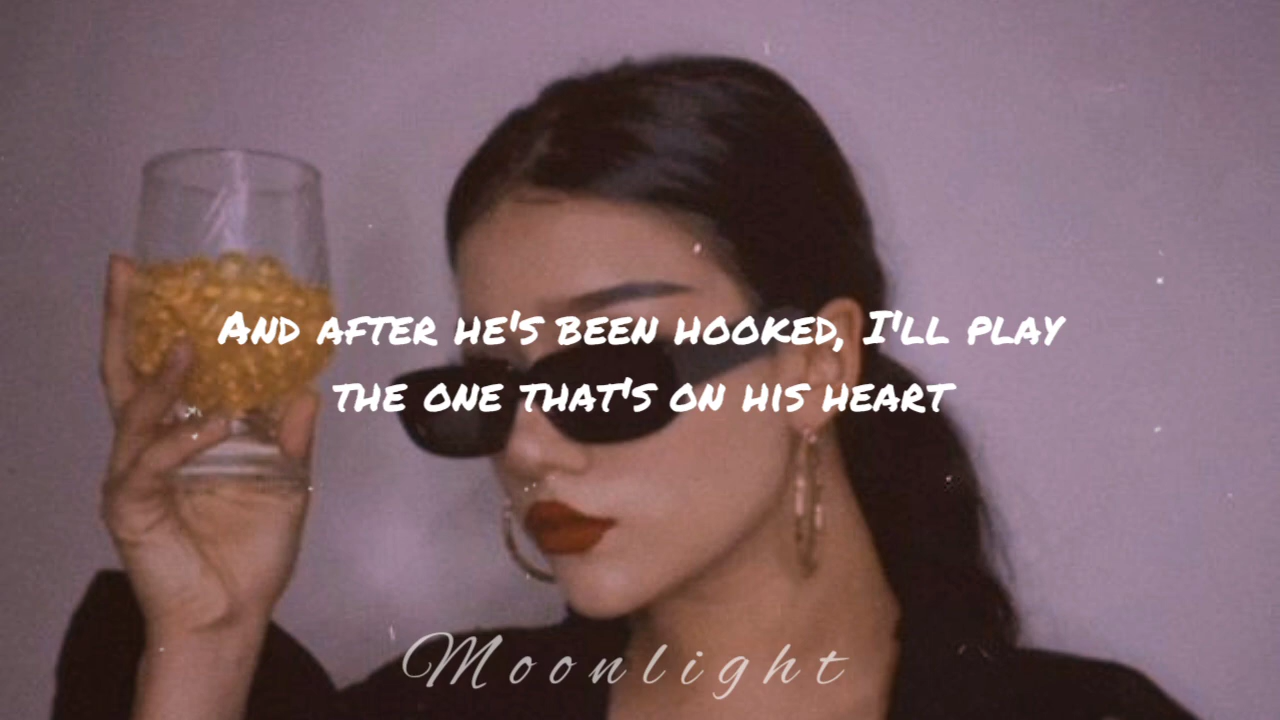 And after he's been hooked, I'll play
the one that's on his heart
Moonlight